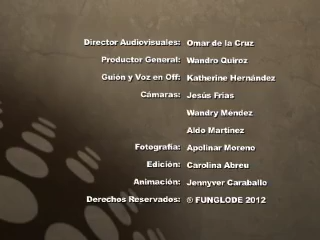 Director Audiovisuales: Omar de la Cruz
Productor General: Wandro Quiroz
Guión y Voz en Off: Katherine Hernández
Cámaras: Jesús Frías
Wandry Méndez
Aldo Martínez
Fotografía: Apolinar Moreno
Edición: Carolina Abreu
Animación: Jennyver Caraballo
Derechos Reservados: ® FUNGLODE 2012